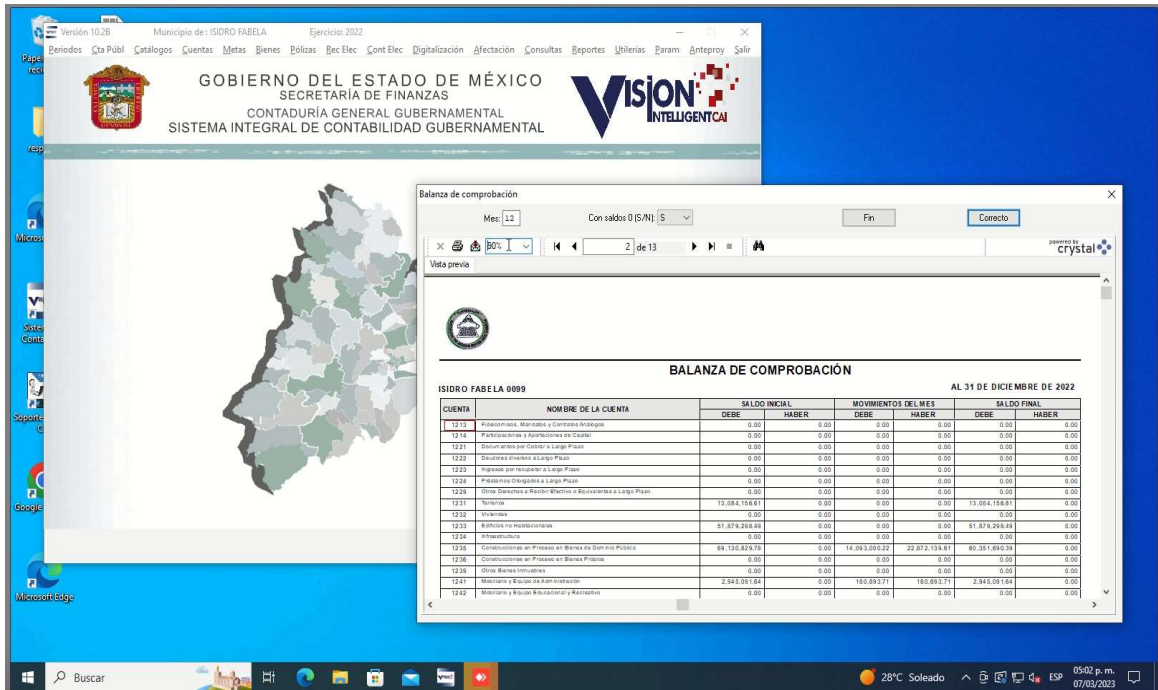 Versión 10.2B Municipio de : ISIDRO FABELA Ejercicio: 2022
Periodos Cta Públ Catálogos Cuentas Metas Bienes Pólizas Rec Elec Cont Elec Digitalización Afectación Consultas Reportes Utilerías Param Anteproy Salir
GOBIERNO DEL ESTADO DE MÉXICO
SECRETARÍA DE FINANZAS
CONTADURÍA GENERAL GUBERNAMENTAL
SISTEMA INTEGRAL DE CONTABILIDAD GUBERNAMENTAL
VISION
INTELLIGENTCAI
Balanza de comprobación
Mes: 12 Con saldos 0 (S/N): S Fin Correcto
80% 2 de 13
powered by
crystal
Vista previa
BALANZA DE COMPROBACIÓN
ISIDRO FABELA 0099 AL 31 DE DICIEMBRE DE 2022
CUENTA NOMBRE DE LA CUENTA SALDO INICIAL MOVIMIENTOS DEL MES SALDO FINAL
DEBE HABER DEBE HABER DEBE HABER
1213 Fideicomisos, Mandatos y Contratos Análogos 0.00 0.00 0.00 0.00 0.00 0.00
1214 Participaciones y Aportaciones de Capital 0.00 0.00 0.00 0.00 0.00 0.00
1221 Documentos por Cobrar a Largo Plazo 0.00 0.00 0.00 0.00 0.00 0.00
1222 Deudores diversos a Largo Plazo 0.00 0.00 0.00 0.00 0.00 0.00
1223 Ingresos por recuperar a Largo Plazo 0.00 0.00 0.00 0.00 0.00 0.00
1224 Préstamos Otorgados a Largo Plazo 0.00 0.00 0.00 0.00 0.00 0.00
1229 Otros Derechos a Recibir Efectivo o Equivalentes a Largo Plazo 0.00 0.00 0.00 0.00 0.00 0.00
1231 Terrenos 13,084,156.61 0.00 0.00 0.00 13,084,156.61 0.00
1232 Viviendas 0.00 0.00 0.00 0.00 0.00 0.00
1233 Edificios no Habitacionales 51,879,298.49 0.00 0.00 0.00 51,879,298.49 0.00
1234 Infraestructura 0.00 0.00 0.00 0.00 0.00 0.00
1235 Construcciones en Proceso en Bienes de Dominio Público 69,130,829.78 0.00 14,093,000.22 22,872,139.61 60,351,690.39 0.00
1236 Construcciones en Proceso en Bienes Propios 0.00 0.00 0.00 0.00 0.00 0.00
1239 Otros Bienes Inmuebles 0.00 0.00 0.00 0.00 0.00 0.00
1241 Mobiliario y Equipo de Administración 2,945,091.64 0.00 180,693.71 180,693.71 2,945,091.64 0.00
1242 Mobiliario y Equipo Educacional y Recreativo 0.00 0.00 0.00 0.00 0.00 0.00
Microsoft Edge
Buscar
28°C Soleado ESP 05:02 p. m.
07/03/2023